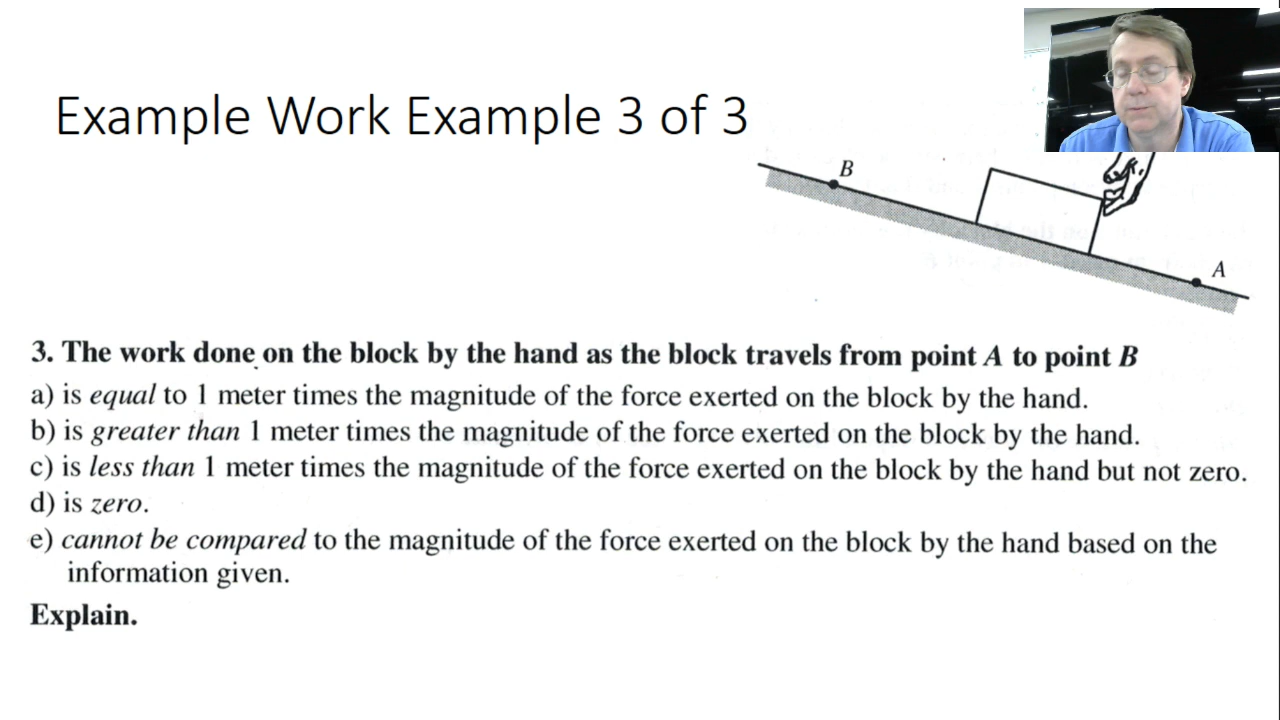 Example Work Example 3 of 3
B
A
3. The work done on the block by the hand as the block travels from point A to point B
a) is equal to 1 meter times the magnitude of the force exerted on the block by the hand.
b) is greater than 1 meter times the magnitude of the force exerted on the block by the hand.
c) is less than 1 meter times the magnitude of the force exerted on the block by the hand but not zero.
d) is zero.
e) cannot be compared to the magnitude of the force exerted on the block by the hand based on the
information given.
Explain.